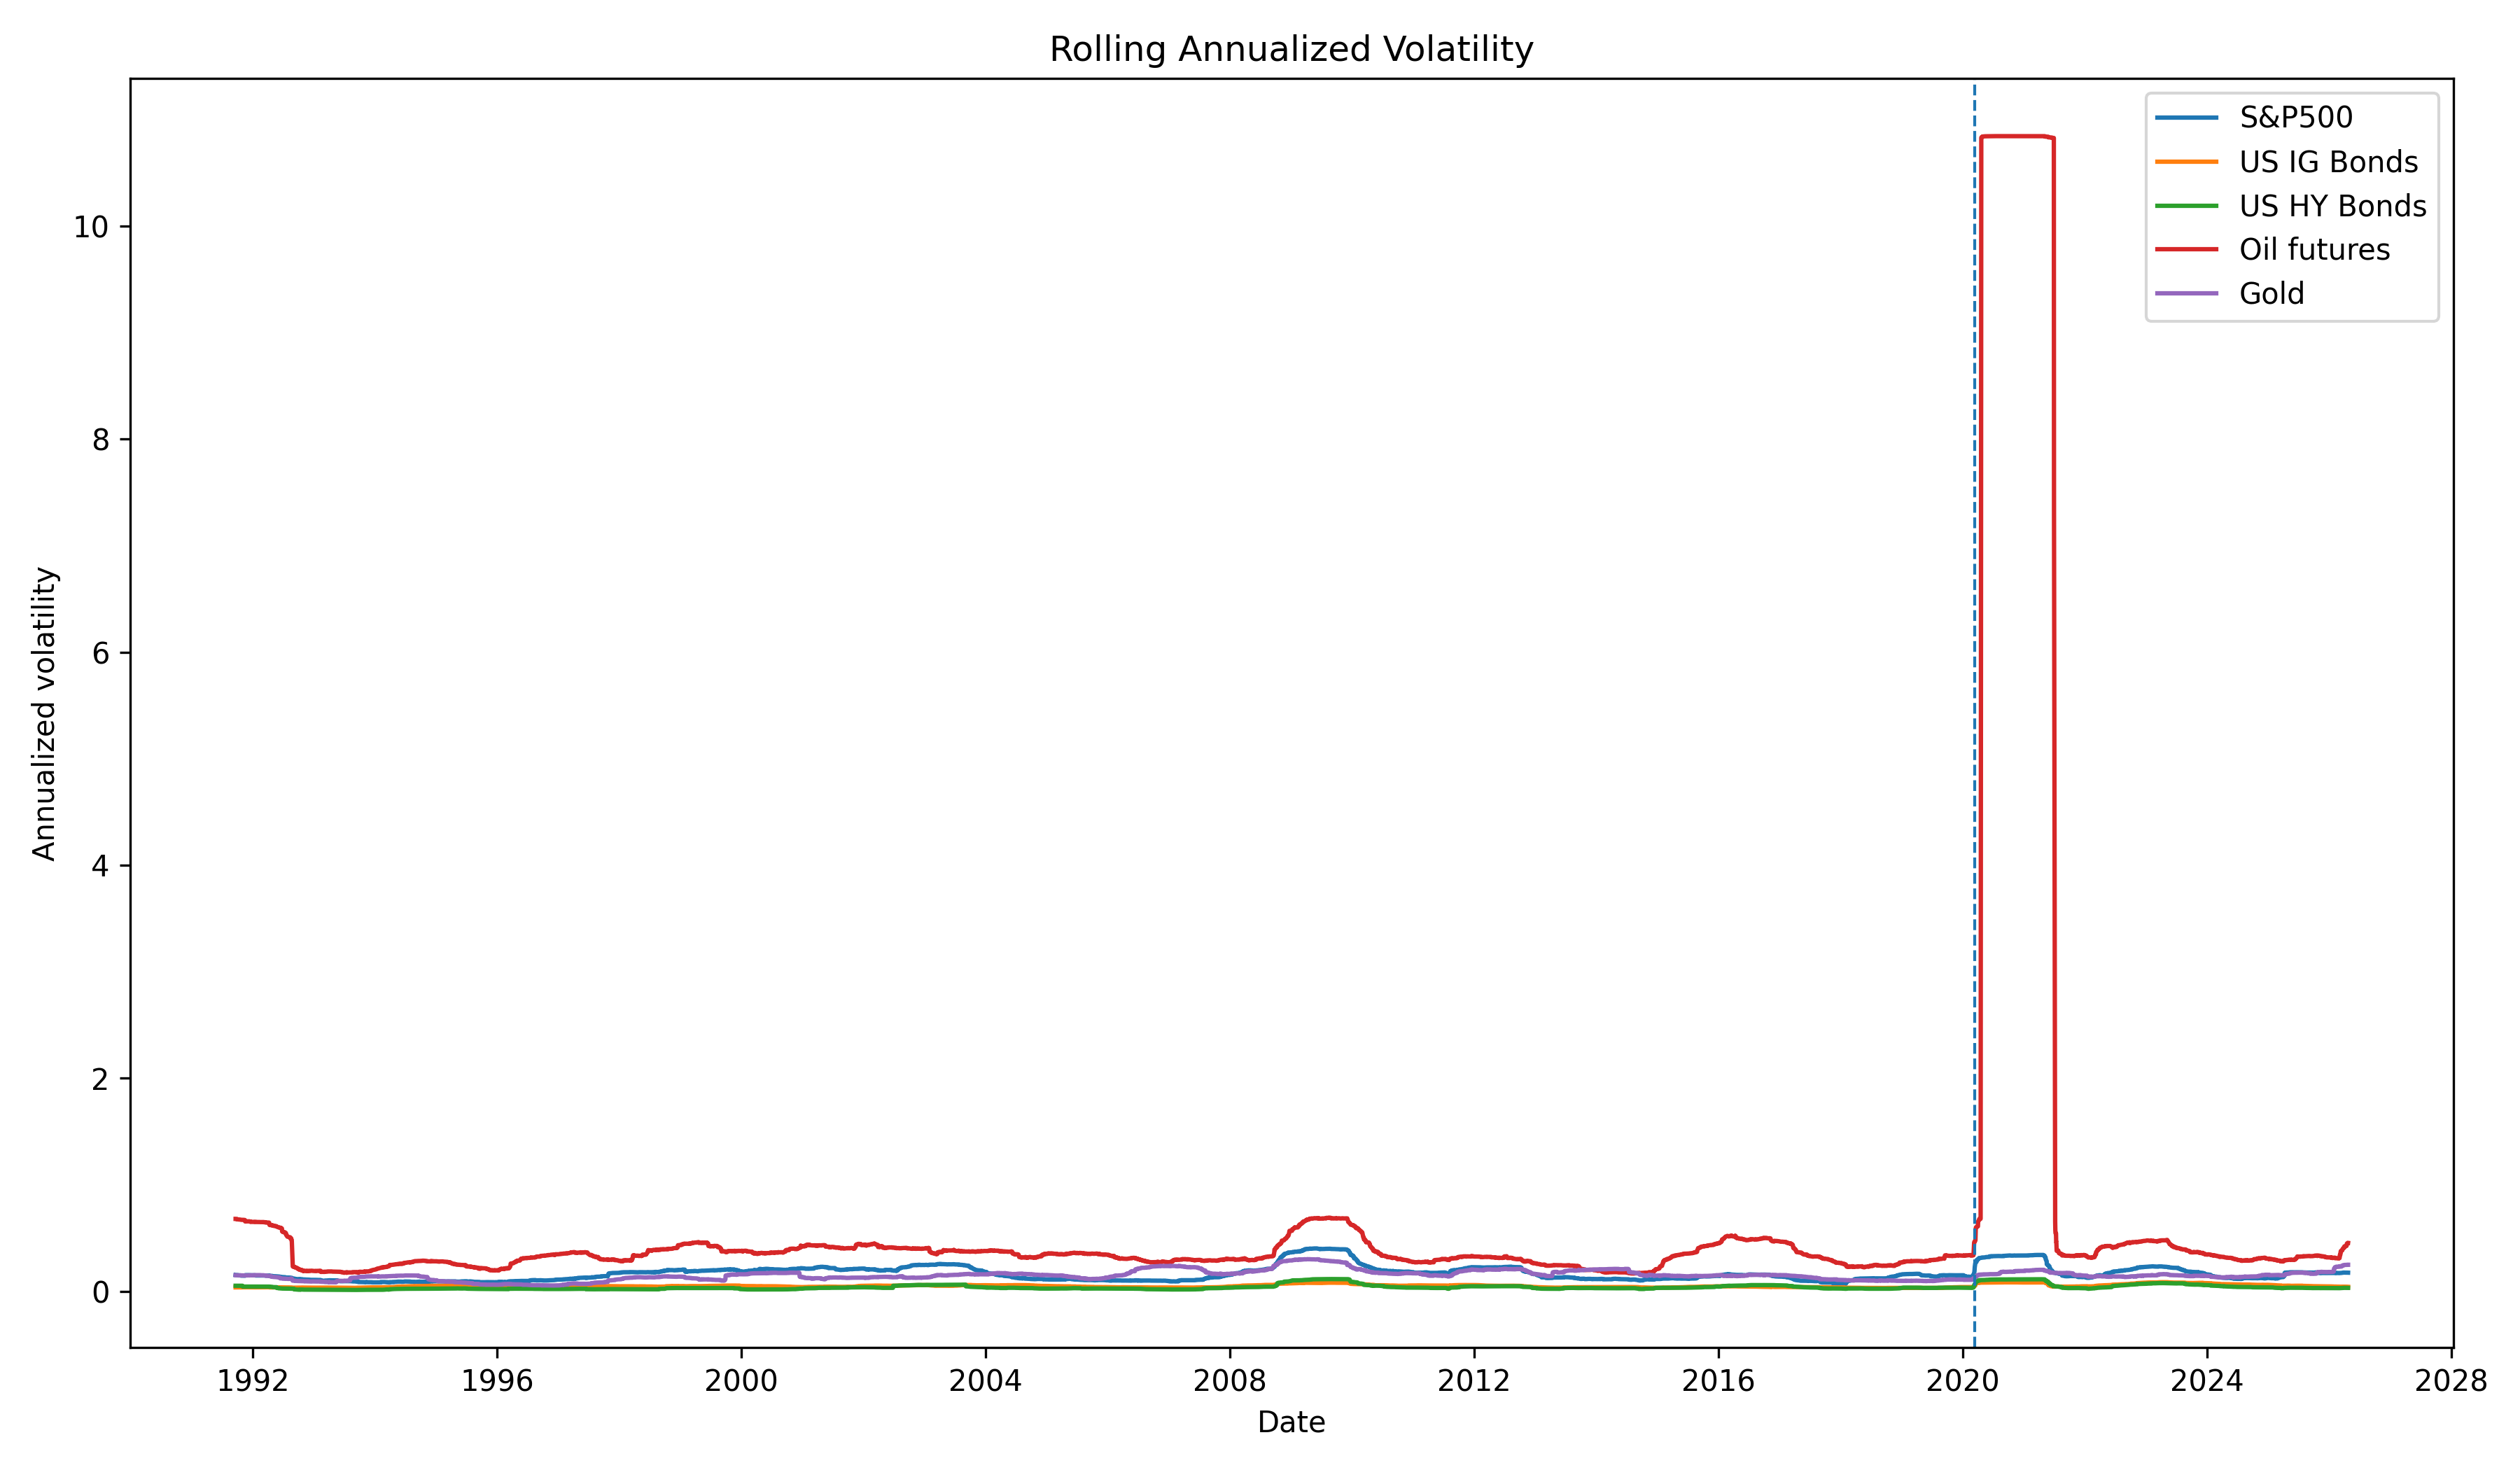 Rolling Annualized Volatility
S&P500
US IG Bonds
US HY Bonds
Oil futures
Gold
Annualized volatility
10
8
6
4
2
0
1992 1996 2000 2004 2008 2012 2016 2020 2024 2028
Date